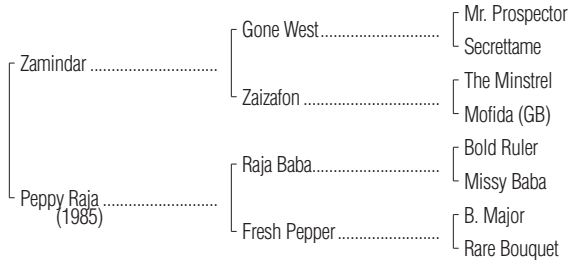 Mr. Prospector
Gone West
Secrettame
Zamindar
The Minstrel
Zaizafon
Mofida (GB)
Bold Ruler
Raja Baba
Missy Baba
Peppy Raja
(1985)
B. Major
Fresh Pepper
Rare Bouquet